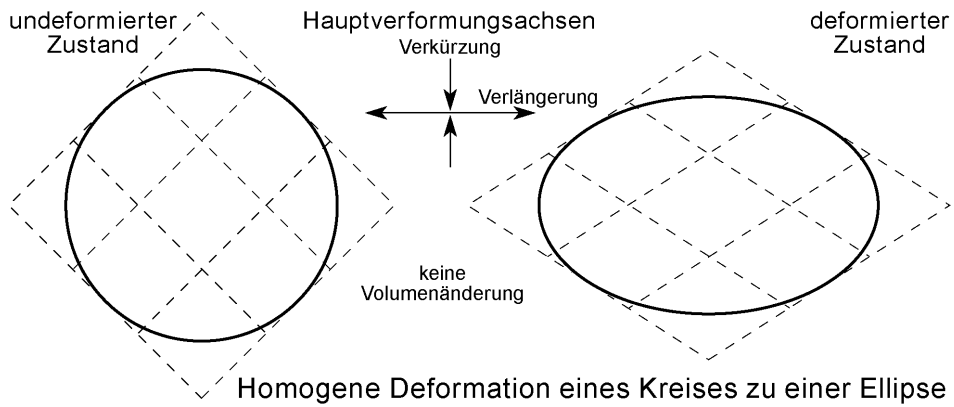 undeformierter
Zustand
Hauptverformungsachsen
Verkürzung
Verlängerung
deformierter
Zustand
keine
Volumenänderung
Homogene Deformation eines Kreises zu einer Ellipse